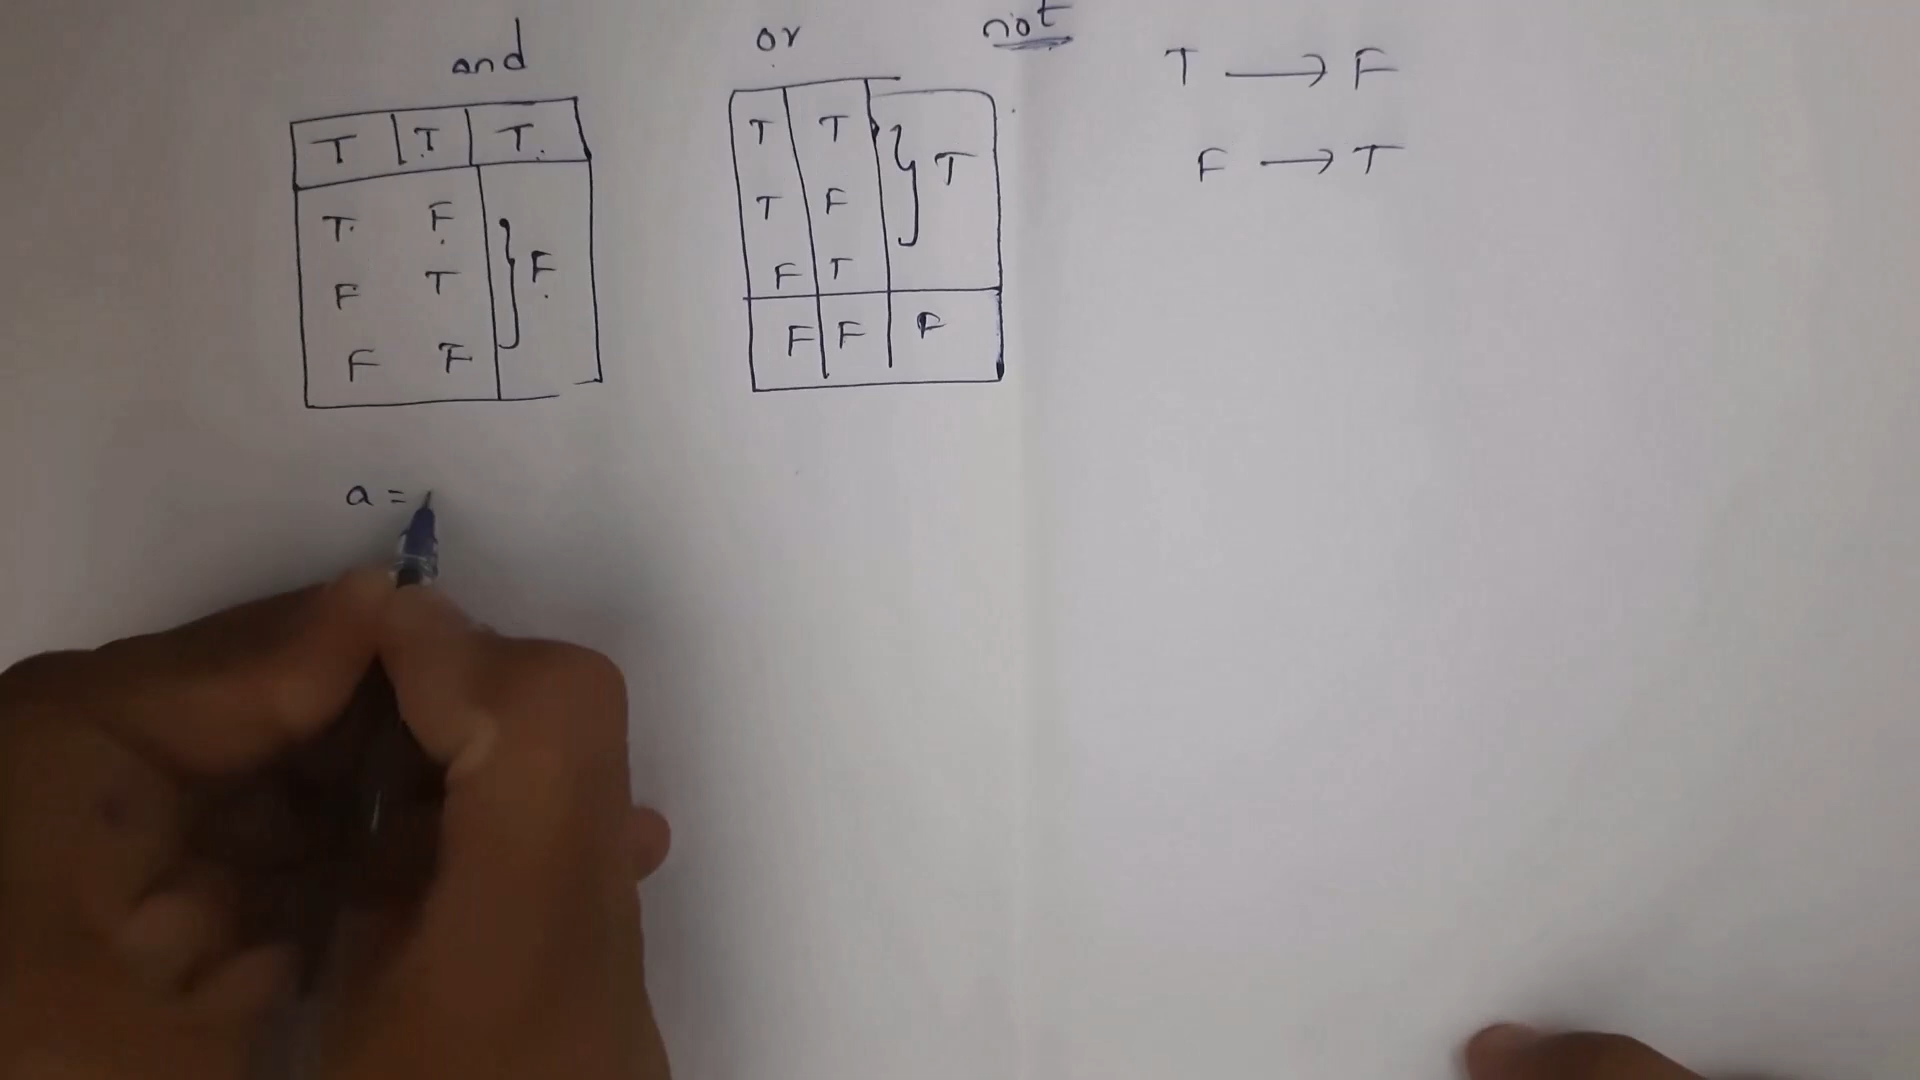 and
T T T
T F
F T } F
F F
or
T T
T F } T
F T
F F F
not
T → F
F → T
a =